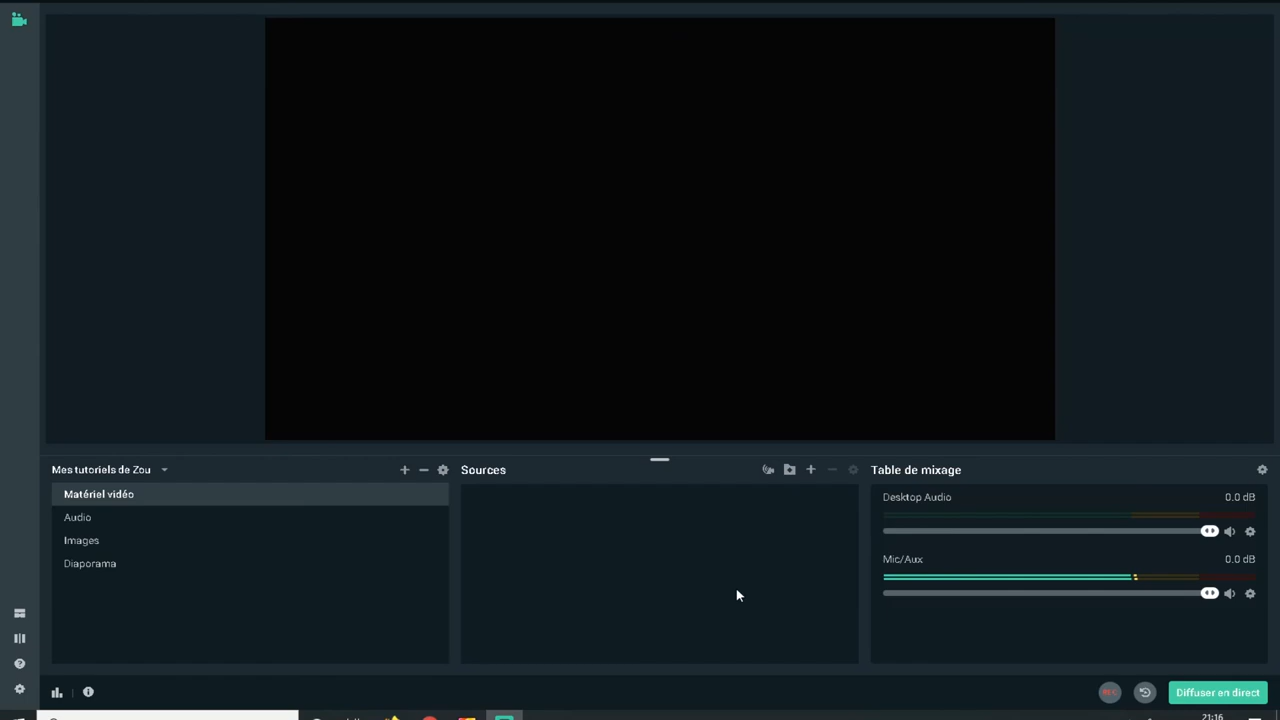 Mes tutoriels de Zou
Sources
Table de mixage
Matériel vidéo
Audio
Images
Diaporama
Desktop Audio 0.0 dB
Mic/Aux 0.0 dB
REC
Diffuser en direct
21:16